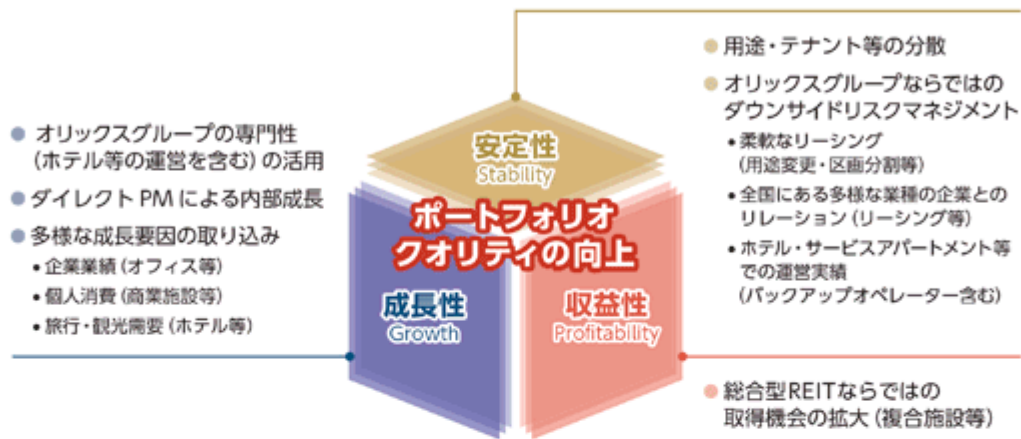 用途・テナント等の分散
オリックスグループならではの
ダウンサイドリスクマネジメント
• 柔軟なリーシング
(用途変更・区画分割等)
• 全国にある多様な業種の企業との
リレーション(リーシング等)
• ホテル・サービスアパートメント等
での運営実績
(バックアップオペレーター含む)
オリックスグループの専門性
(ホテル等の運営を含む)の活用
ダイレクトPMによる内部成長
多様な成長要因の取り込み
• 企業業績(オフィス等)
• 個人消費(商業施設等)
• 旅行・観光需要(ホテル等)
安定性
Stability
ポートフォリオ
クオリティの向上
成長性
Growth
収益性
Profitability
総合型REITならではの
取得機会の拡大(複合施設等)